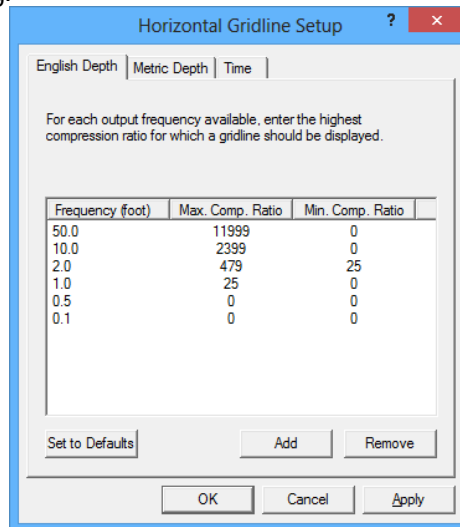 Horizontal Gridline Setup ? ×
English Depth Metric Depth Time
For each output frequency available, enter the highest
compression ratio for which a gridline should be displayed.
Frequency (foot) Max. Comp. Ratio Min. Comp. Ratio
50.0 11999 0
10.0 2399 0
2.0 479 25
1.0 25 0
0.5 0 0
0.1 0 0
Set to Defaults Add Remove
OK Cancel Apply